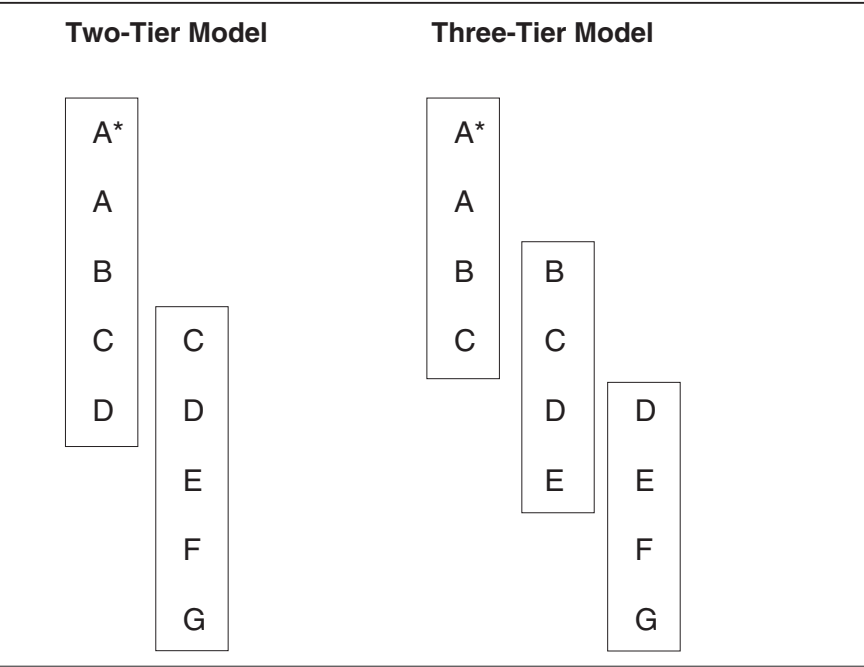 Two-Tier Model Three-Tier Model
A* A*
A A
B B B
C C C C
D D D D
E E E
F F
G G